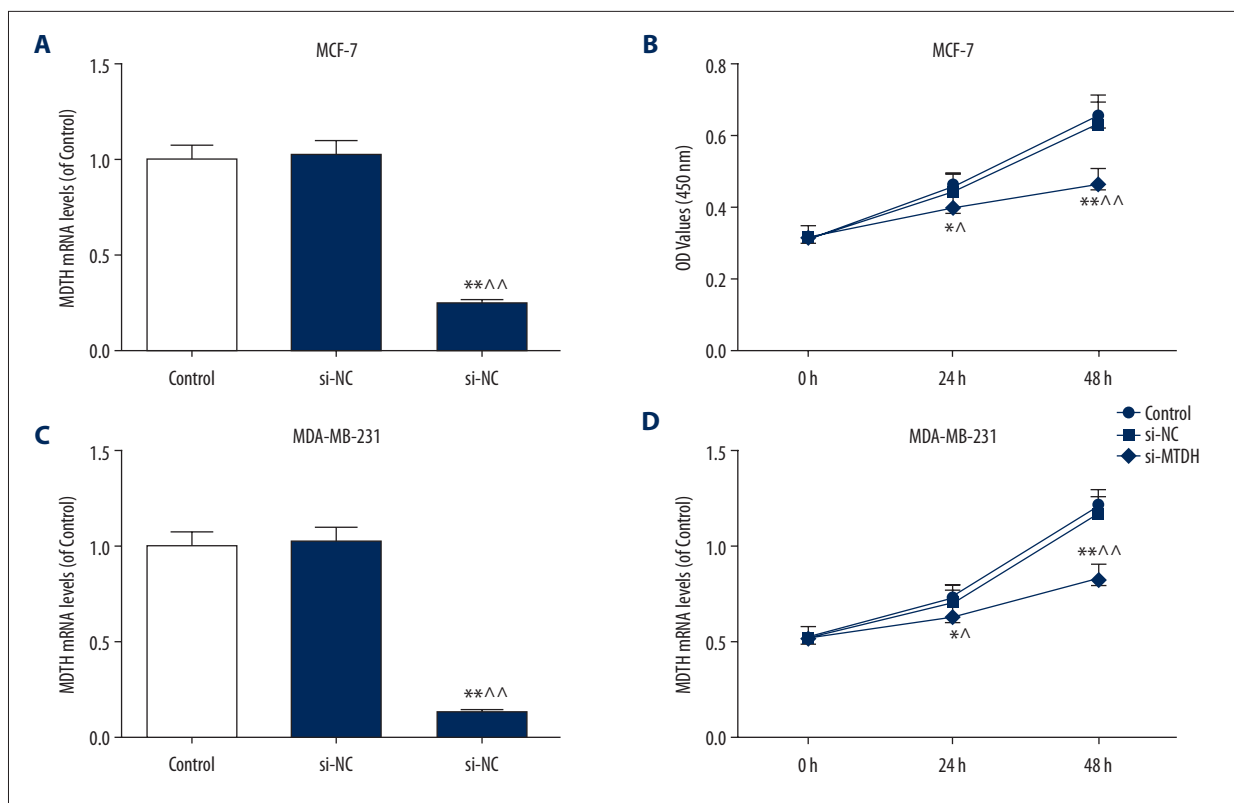 A
MCF-7
MDTH mRNA levels (of Control)
1.5
1.0
0.5
0.0
**^^
Control
si-NC
si-NC
B
MCF-7
OD Values (450 nm)
0.8
0.6
0.4
0.2
0.0
*^
**^^
0 h
24 h
48 h
C
MDA-MB-231
MDTH mRNA levels (of Control)
1.5
1.0
0.5
0.0
**^^
Control
si-NC
si-NC
D
MDA-MB-231
Control
si-NC
si-MTDH
MDTH mRNA levels (of Control)
1.5
1.0
0.5
0.0
*^
**^^
0 h
24 h
48 h